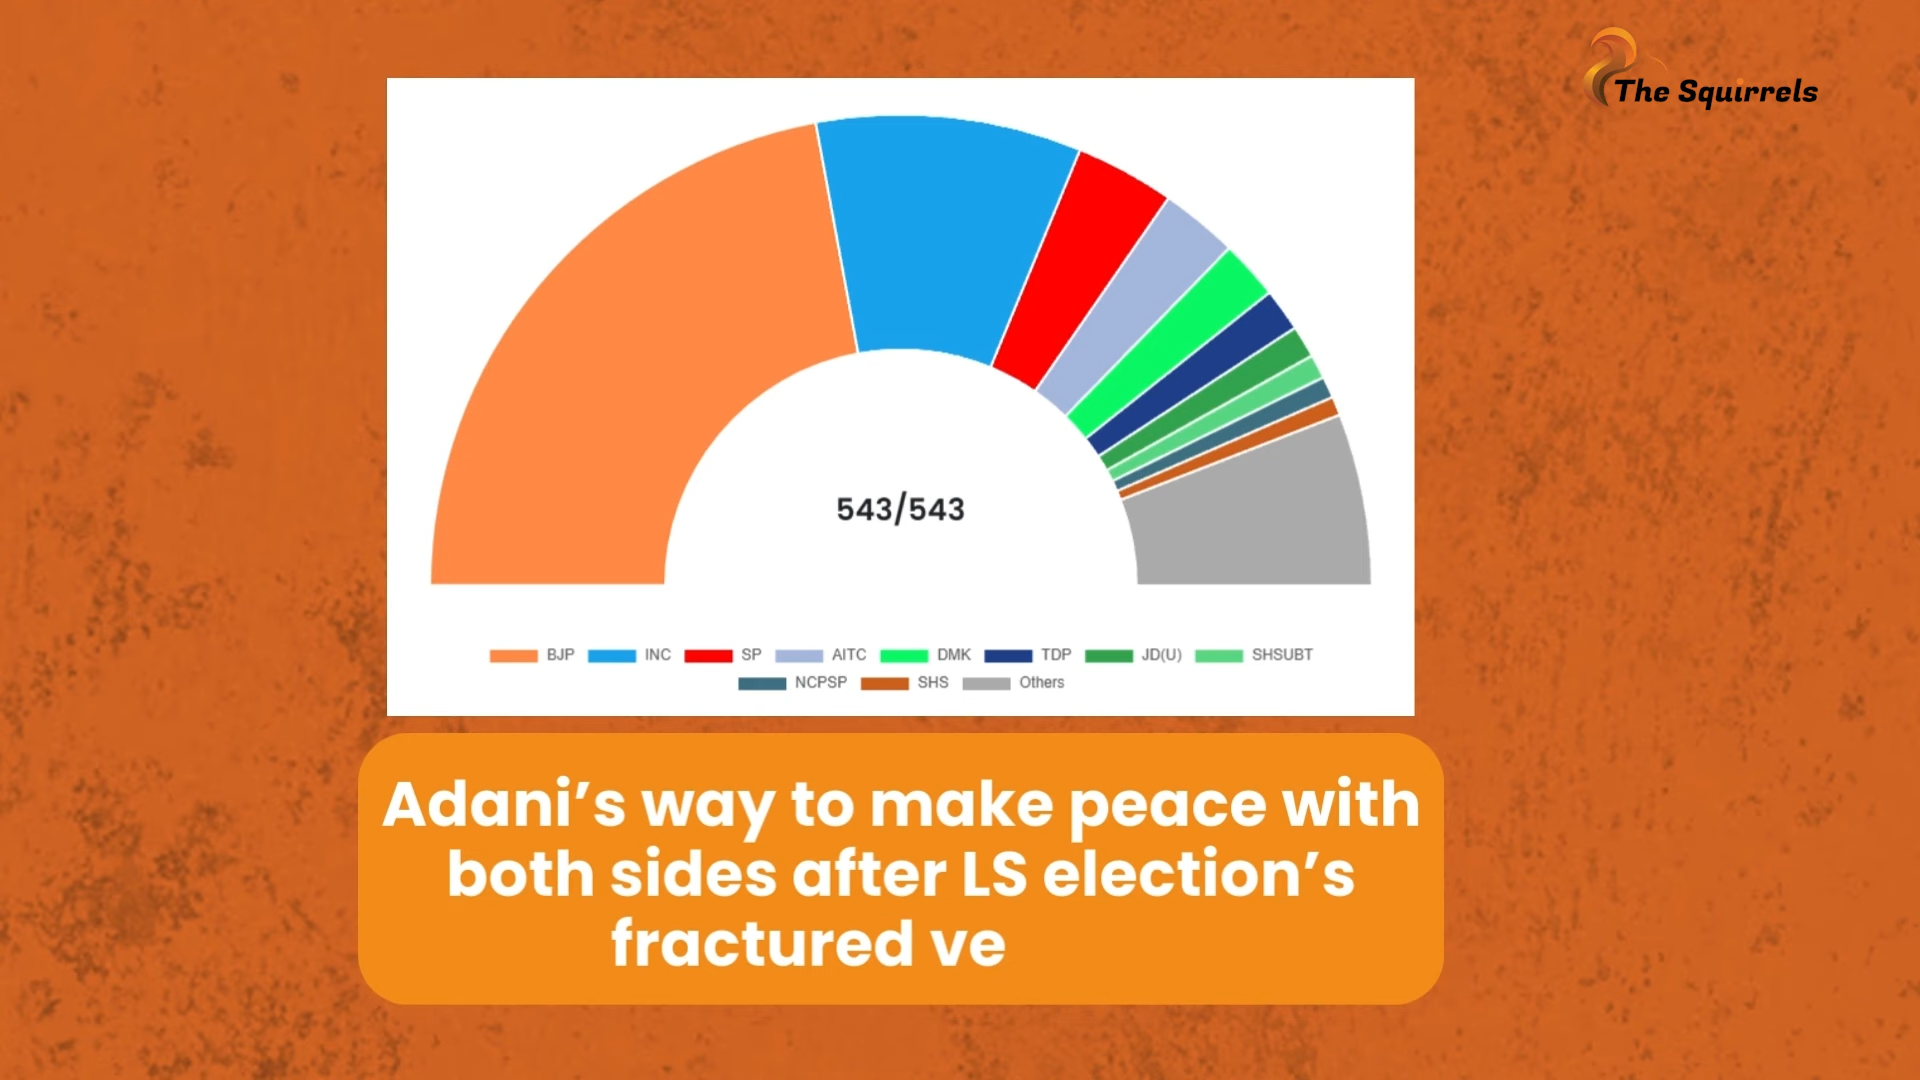 The Squirrels
543/543
BJP INC SP AITC DMK TDP JD(U) SHSUBT
NCPSP SHS Others
Adani’s way to make peace with
both sides after LS election’s
fractured ve